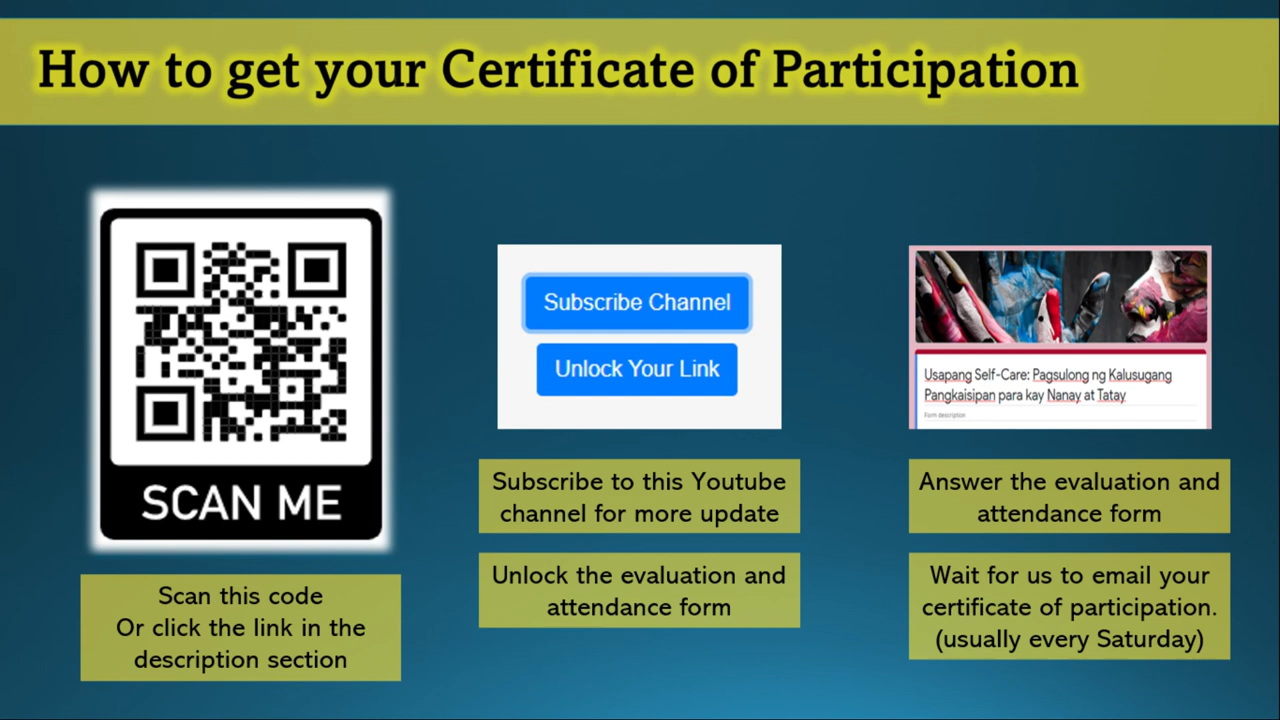 How to get your Certificate of Participation
SCAN ME
Scan this code
Or click the link in the
description section
Subscribe Channel
Unlock Your Link
Subscribe to this Youtube
channel for more update
Unlock the evaluation and
attendance form
Usapang Self-Care: Pagsulong ng Kalusugang
Pangkaisipan para kay Nanay at Tatay
Form description
Answer the evaluation and
attendance form
Wait for us to email your
certificate of participation.
(usually every Saturday)